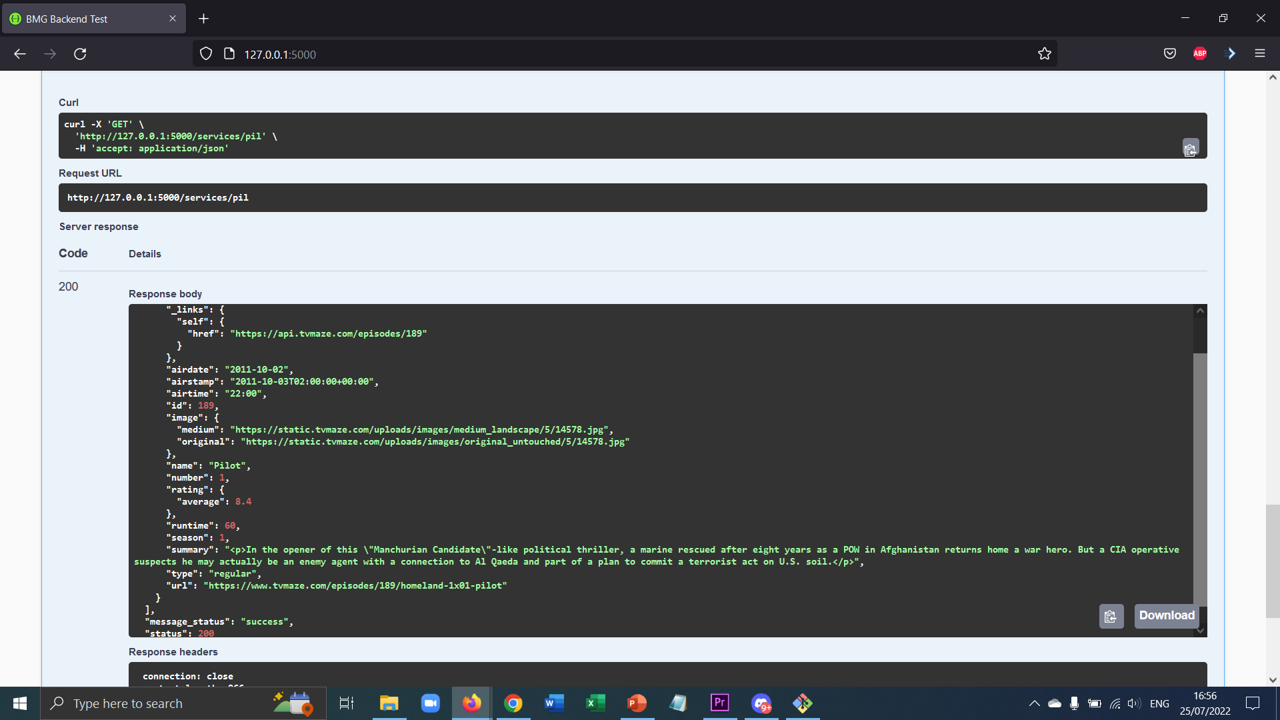 BMG Backend Test
127.0.0.1:5000
ABP
Curl
curl -X 'GET' \
'http://127.0.0.1:5000/services/pil' \
-H 'accept: application/json'
Request URL
http://127.0.0.1:5000/services/pil
Server response
Code Details
200
Response body
"_links": {
"self": {
"href": "https://api.tvmaze.com/episodes/189"
}
},
"airdate": "2011-10-02",
"airstamp": "2011-10-03T02:00:00+00:00",
"airtime": "22:00",
"id": 189,
"image": {
"medium": "https://static.tvmaze.com/uploads/images/medium_landscape/5/14578.jpg",
"original": "https://static.tvmaze.com/uploads/images/original_untouched/5/14578.jpg"
},
"name": "Pilot",
"number": 1,
"rating": {
"average": 8.4
},
"runtime": 60,
"season": 1,
"summary": "<p>In the opener of this \"Manchurian Candidate\"-like political thriller, a marine rescued after eight years as a POW in Afghanistan returns home a war hero. But a CIA operative
suspects he may actually be an enemy agent with a connection to Al Qaeda and part of a plan to commit a terrorist act on U.S. soil.</p>",
"type": "regular",
"url": "https://www.tvmaze.com/episodes/189/homeland-1x01-pilot"
}
],
"message_status": "success",
"status": 200
Download
Response headers
connection: close
Type here to search
Pr
ENG
16:56
25/07/2022